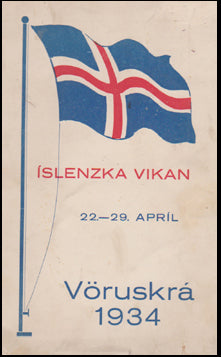 ÍSLENZKA VIKAN
22.—29. APRÍL
Vöruskrá
1934